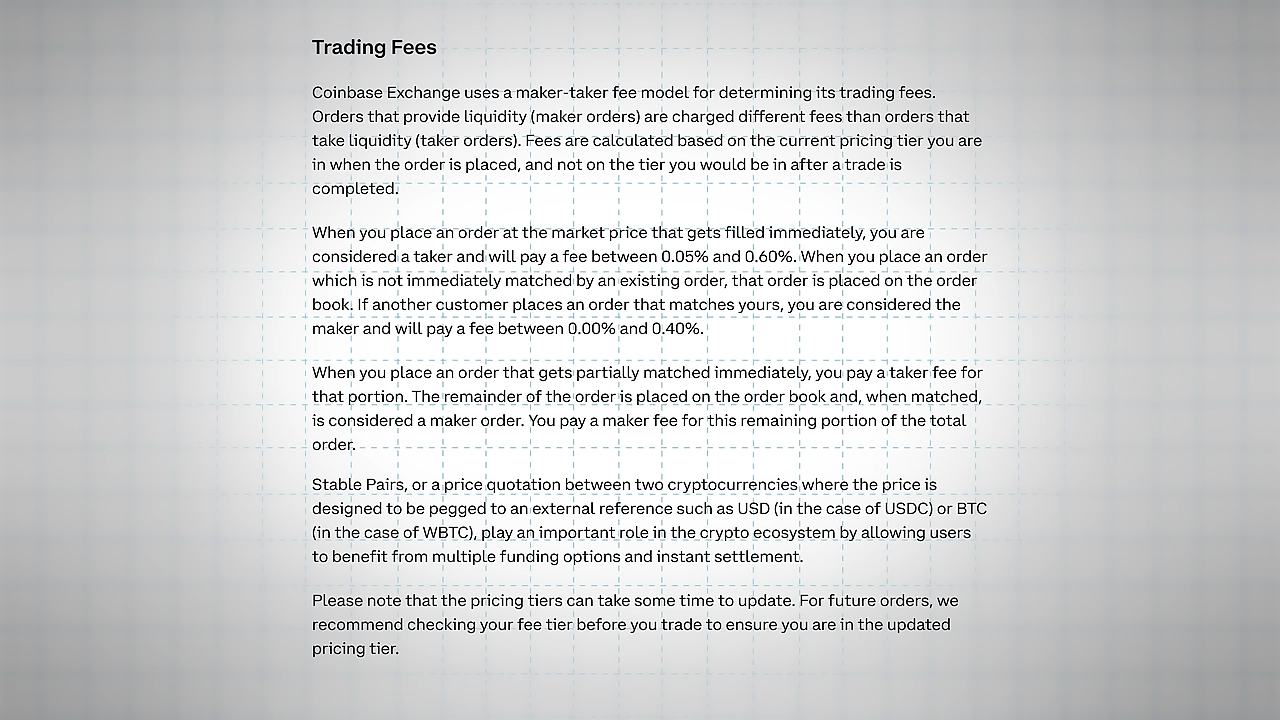 Trading Fees
Coinbase Exchange uses a maker-taker fee model for determining its trading fees.
Orders that provide liquidity (maker orders) are charged different fees than orders that
take liquidity (taker orders). Fees are calculated based on the current pricing tier you are
in when the order is placed, and not on the tier you would be in after a trade is
completed.
When you place an order at the market price that gets filled immediately, you are
considered a taker and will pay a fee between 0.05% and 0.60%. When you place an order
which is not immediately matched by an existing order, that order is placed on the order
book. If another customer places an order that matches yours, you are considered the
maker and will pay a fee between 0.00% and 0.40%.
When you place an order that gets partially matched immediately, you pay a taker fee for
that portion. The remainder of the order is placed on the order book and, when matched,
is considered a maker order. You pay a maker fee for this remaining portion of the total
order.
Stable Pairs, or a price quotation between two cryptocurrencies where the price is
designed to be pegged to an external reference such as USD (in the case of USDC) or BTC
(in the case of WBTC), play an important role in the crypto ecosystem by allowing users
to benefit from multiple funding options and instant settlement.
Please note that the pricing tiers can take some time to update. For future orders, we
recommend checking your fee tier before you trade to ensure you are in the updated
pricing tier.